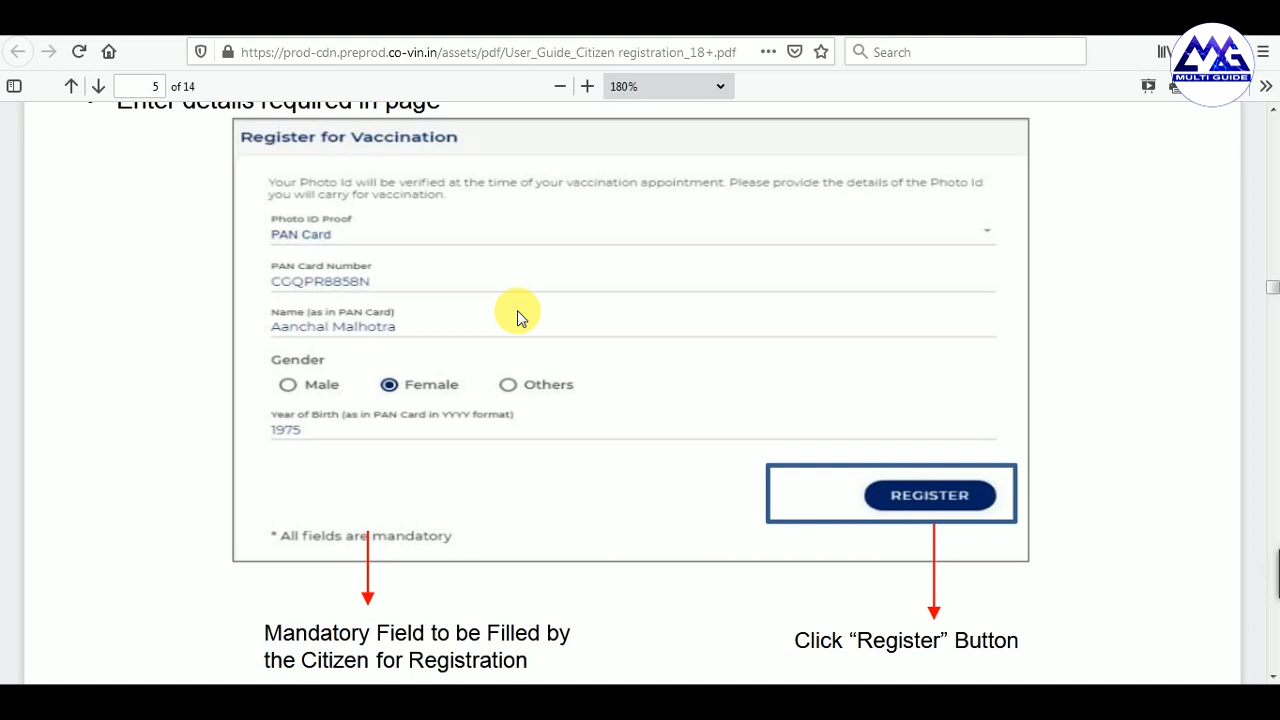 https://prod-cdn.preprod.co-vin.in/assets/pdf/User_Guide_Citizen registration_18+.pdf
Search
MG
MULTI GUIDE
5 of 14
180%
Enter details required in page
Register for Vaccination
Your Photo Id will be verified at the time of your vaccination appointment. Please provide the details of the Photo Id
you will carry for vaccination.
Photo ID Proof
PAN Card
PAN Card Number
CGQPR8858N
Name (as in PAN Card)
Aanchal Malhotra
Gender
Male Female Others
Year of Birth (as in PAN Card in YYYY format)
1975
REGISTER
* All fields are mandatory
Mandatory Field to be Filled by
the Citizen for Registration
Click “Register” Button